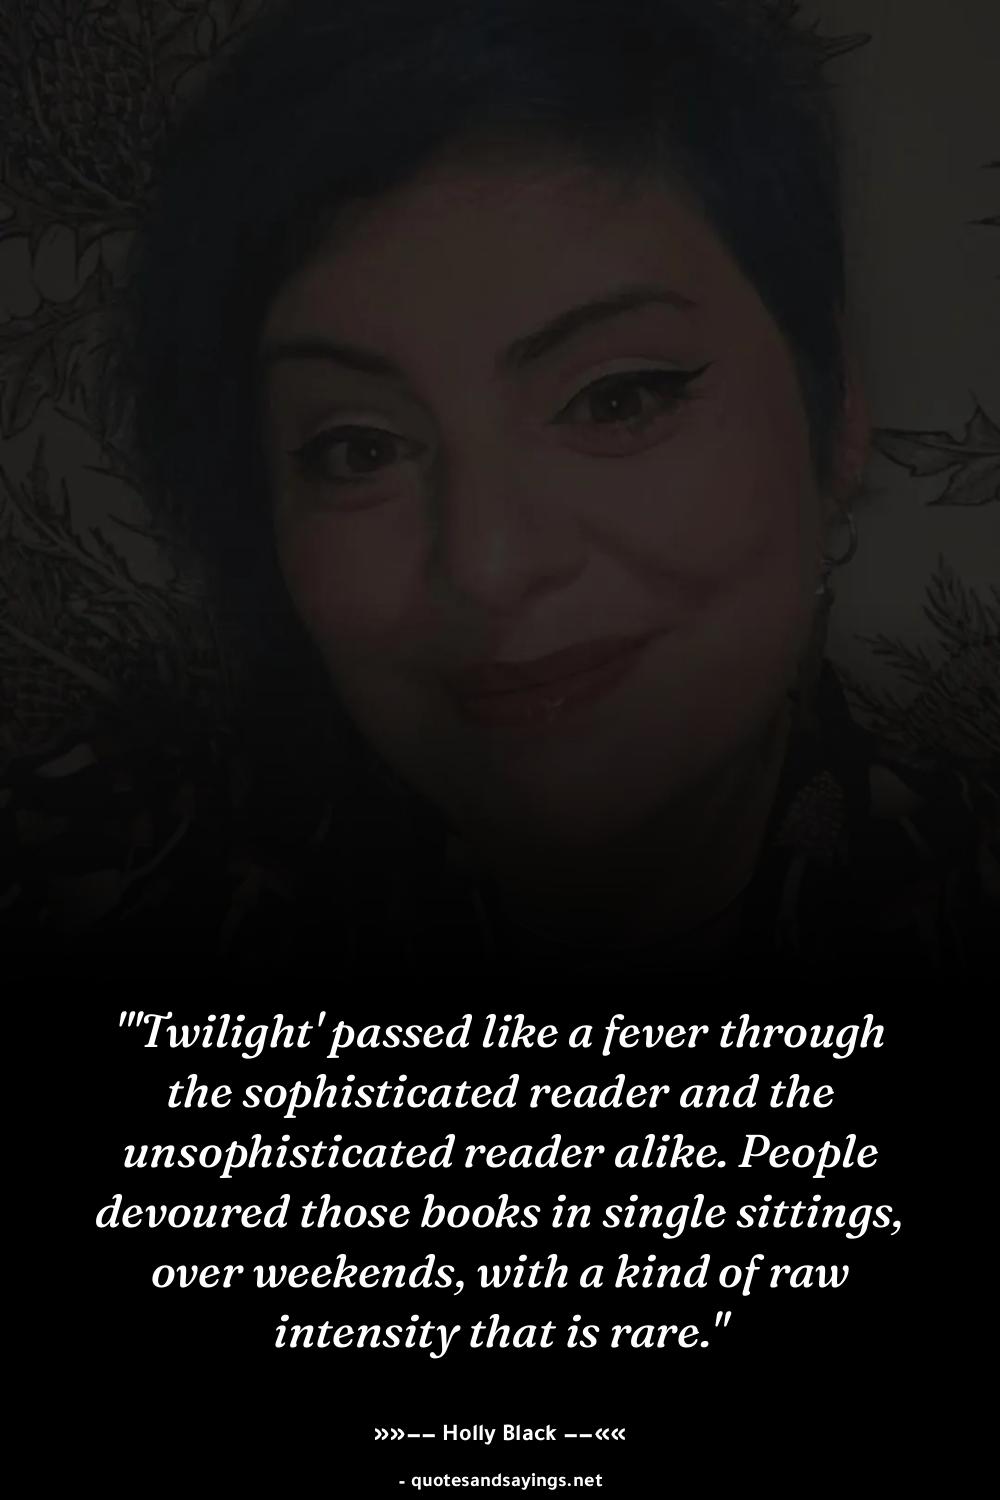 "'Twilight' passed like a fever through
the sophisticated reader and the
unsophisticated reader alike. People
devoured those books in single sittings,
over weekends, with a kind of raw
intensity that is rare."
»»–– Holly Black ––««
- quotesandsayings.net